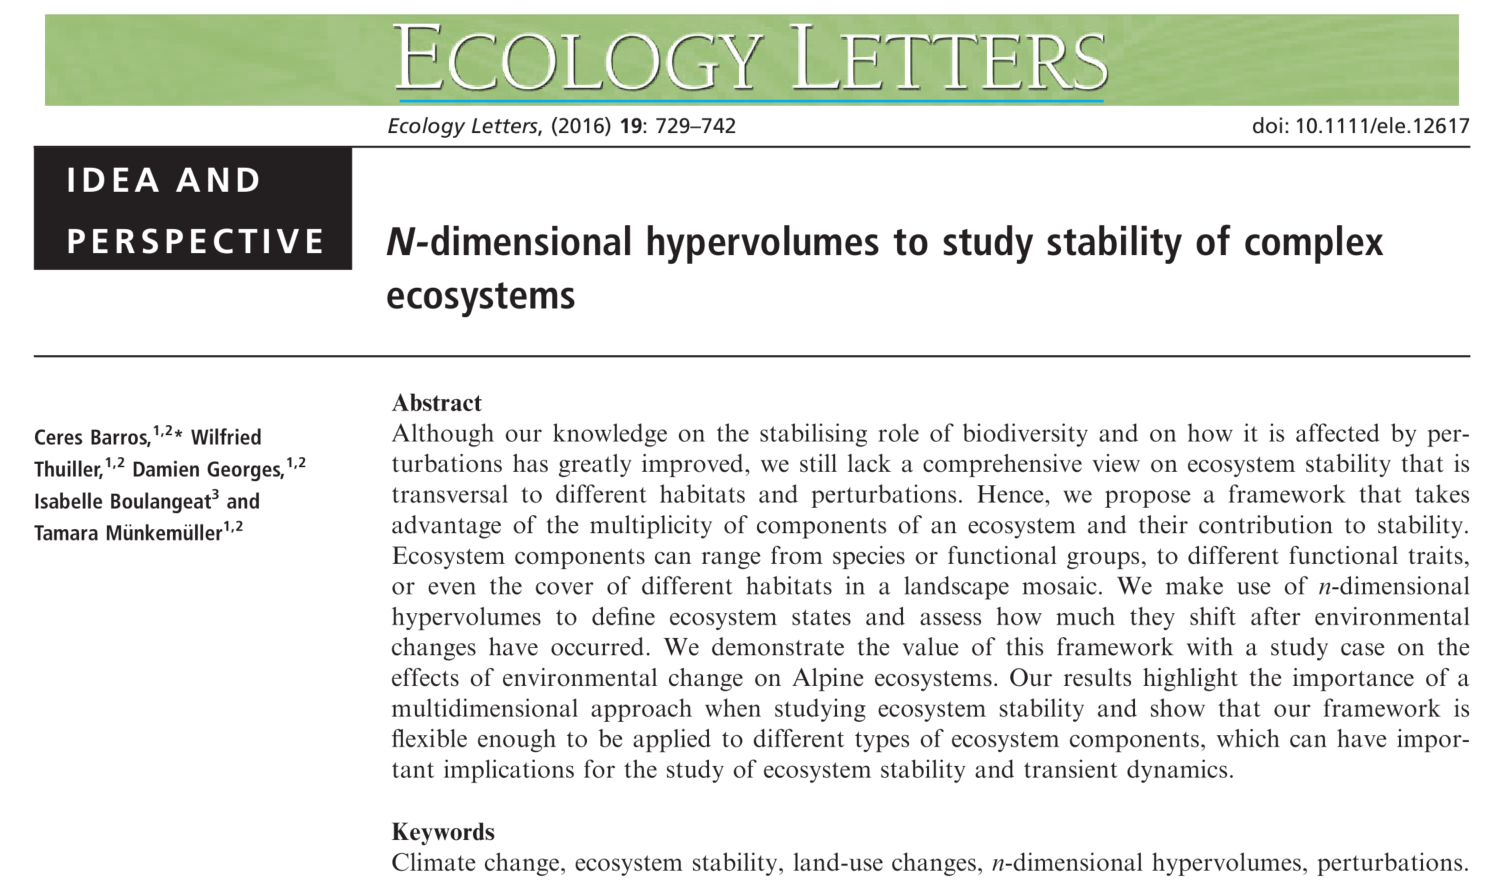 ECOLOGY LETTERS
Ecology Letters, (2016) 19: 729–742
doi: 10.1111/ele.12617
IDEA AND
PERSPECTIVE
N-dimensional hypervolumes to study stability of complex
ecosystems
Ceres Barros,1,2* Wilfried
Thuiller,1,2 Damien Georges,1,2
Isabelle Boulangeat3 and
Tamara Münkemüller1,2
Abstract
Although our knowledge on the stabilising role of biodiversity and on how it is affected by per-
turbations has greatly improved, we still lack a comprehensive view on ecosystem stability that is
transversal to different habitats and perturbations. Hence, we propose a framework that takes
advantage of the multiplicity of components of an ecosystem and their contribution to stability.
Ecosystem components can range from species or functional groups, to different functional traits,
or even the cover of different habitats in a landscape mosaic. We make use of n-dimensional
hypervolumes to define ecosystem states and assess how much they shift after environmental
changes have occurred. We demonstrate the value of this framework with a study case on the
effects of environmental change on Alpine ecosystems. Our results highlight the importance of a
multidimensional approach when studying ecosystem stability and show that our framework is
flexible enough to be applied to different types of ecosystem components, which can have impor-
tant implications for the study of ecosystem stability and transient dynamics.
Keywords
Climate change, ecosystem stability, land-use changes, n-dimensional hypervolumes, perturbations.